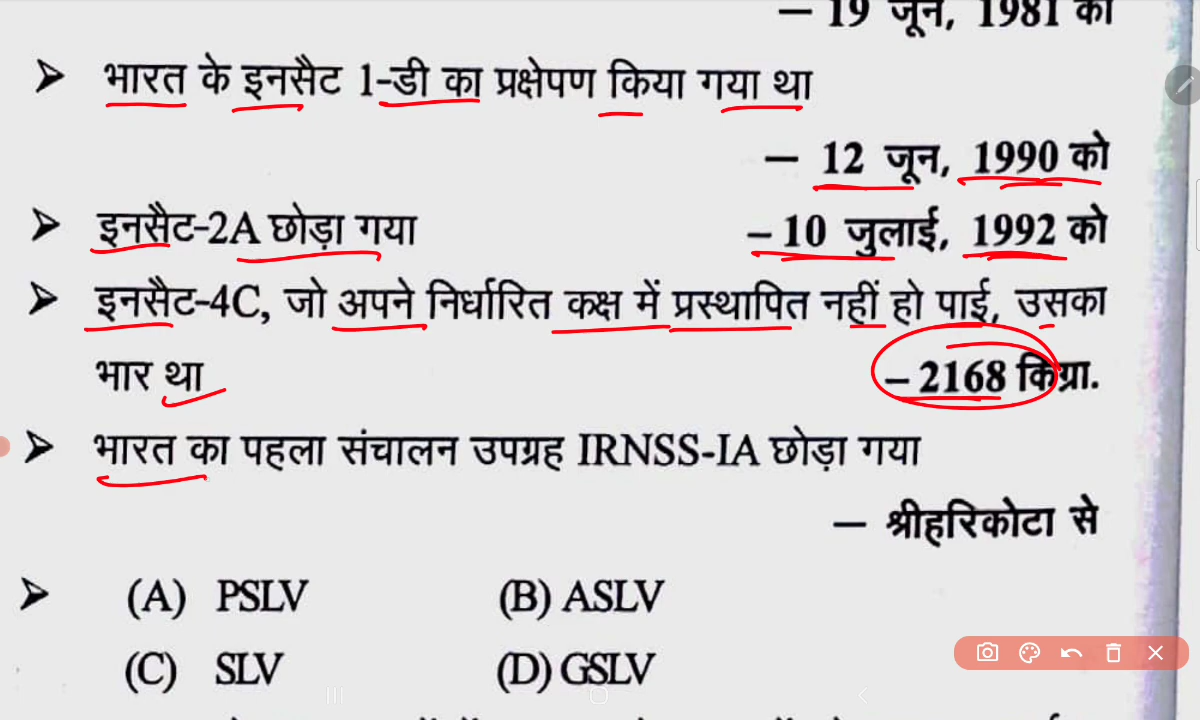 – 19 जून, 1981 को
➤ भारत के इनसैट 1-डी का प्रक्षेपण किया गया था
– 12 जून, 1990 को
➤ इनसैट-2A छोड़ा गया – 10 जुलाई, 1992 को
➤ इनसैट-4C, जो अपने निर्धारित कक्ष में प्रस्थापित नहीं हो पाई, उसका
भार था – 2168 किग्रा.
➤ भारत का पहला संचालन उपग्रह IRNSS-IA छोड़ा गया
– श्रीहरिकोटा से
➤ (A) PSLV (B) ASLV
(C) SLV (D) GSLV